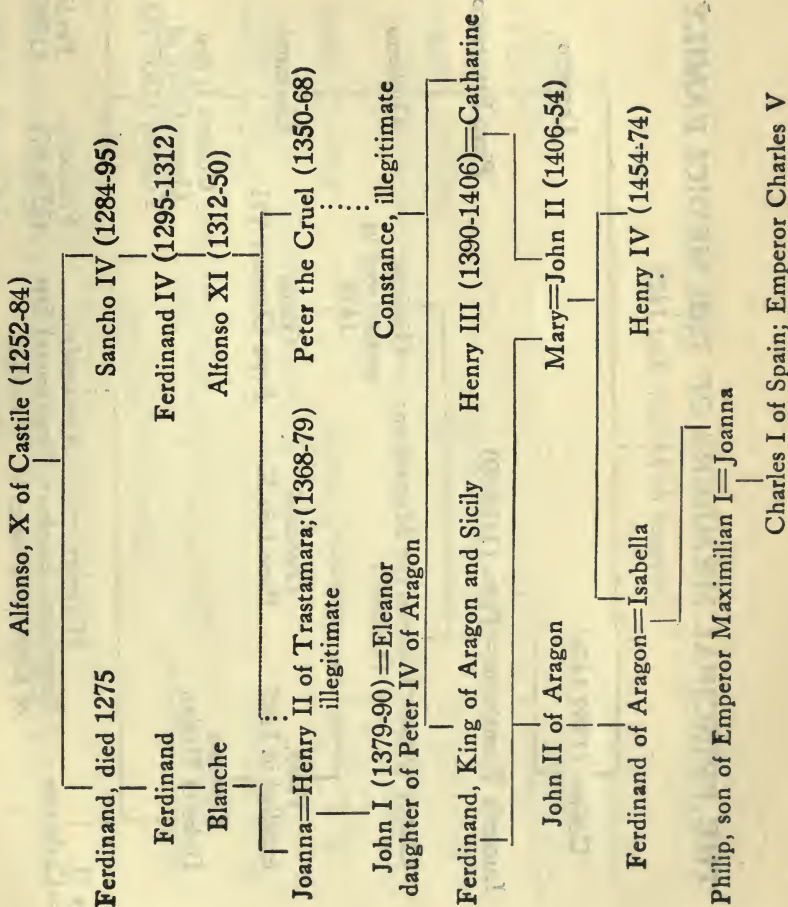 Alfonso, X of Castile (1252-84)
Ferdinand, died 1275
Sancho IV (1284-95)
Ferdinand
Ferdinand IV (1295-1312)
Blanche
Alfonso XI (1312-50)
Joanna=Henry II of Trastamara; (1368-79)
illegitimate
Peter the Cruel (1350-68)
John I (1379-90)=Eleanor
daughter of Peter IV of Aragon
Constance, illegitimate
Ferdinand, King of Aragon and Sicily
Henry III (1390-1406)=Catharine
John II of Aragon
Mary=John II (1406-54)
Ferdinand of Aragon=Isabella
Henry IV (1454-74)
Philip, son of Emperor Maximilian I=Joanna
Charles I of Spain; Emperor Charles V